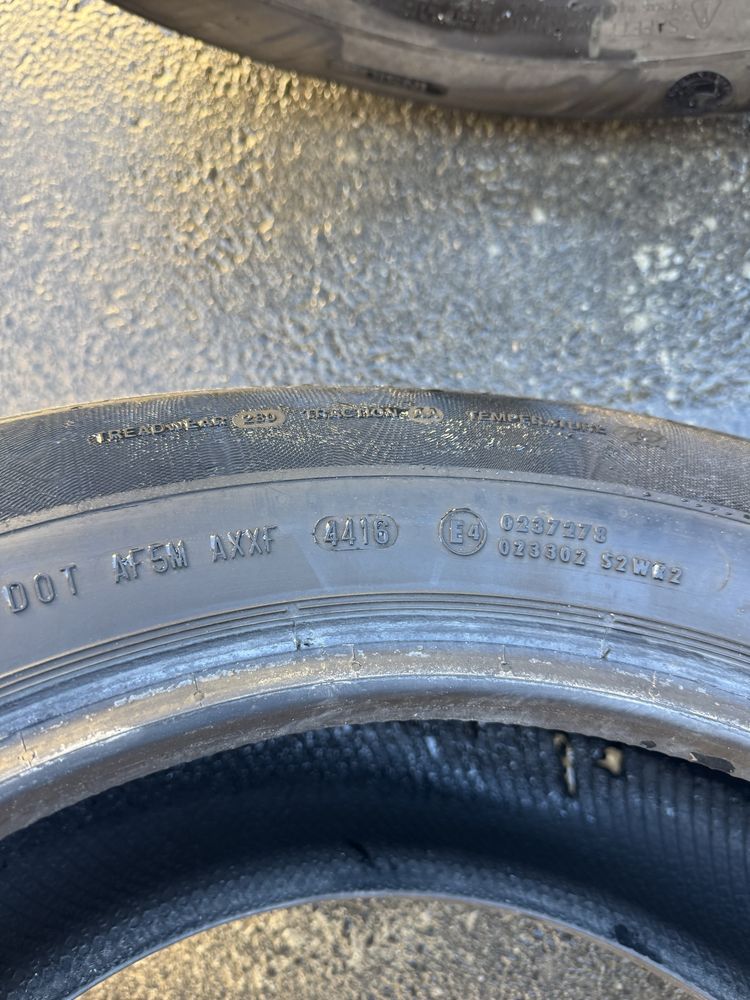 TREADWEAR 280 TRACTION AA TEMPERATURE
DOT AF5M AXXF 4416 E4 0237278
023302 S2WR2